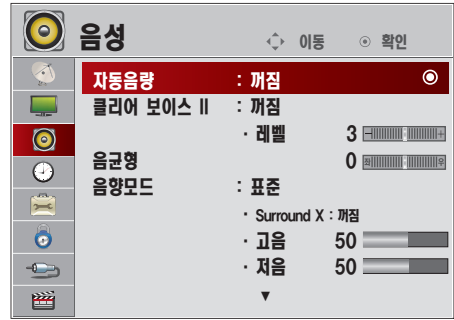 음성 이동 확인
자동음량 : 꺼짐
클리어 보이스 II : 꺼짐
· 레벨 3 - +
음균형 0 좌 우
음향모드 : 표준
· Surround X : 꺼짐
· 고음 50
· 저음 50